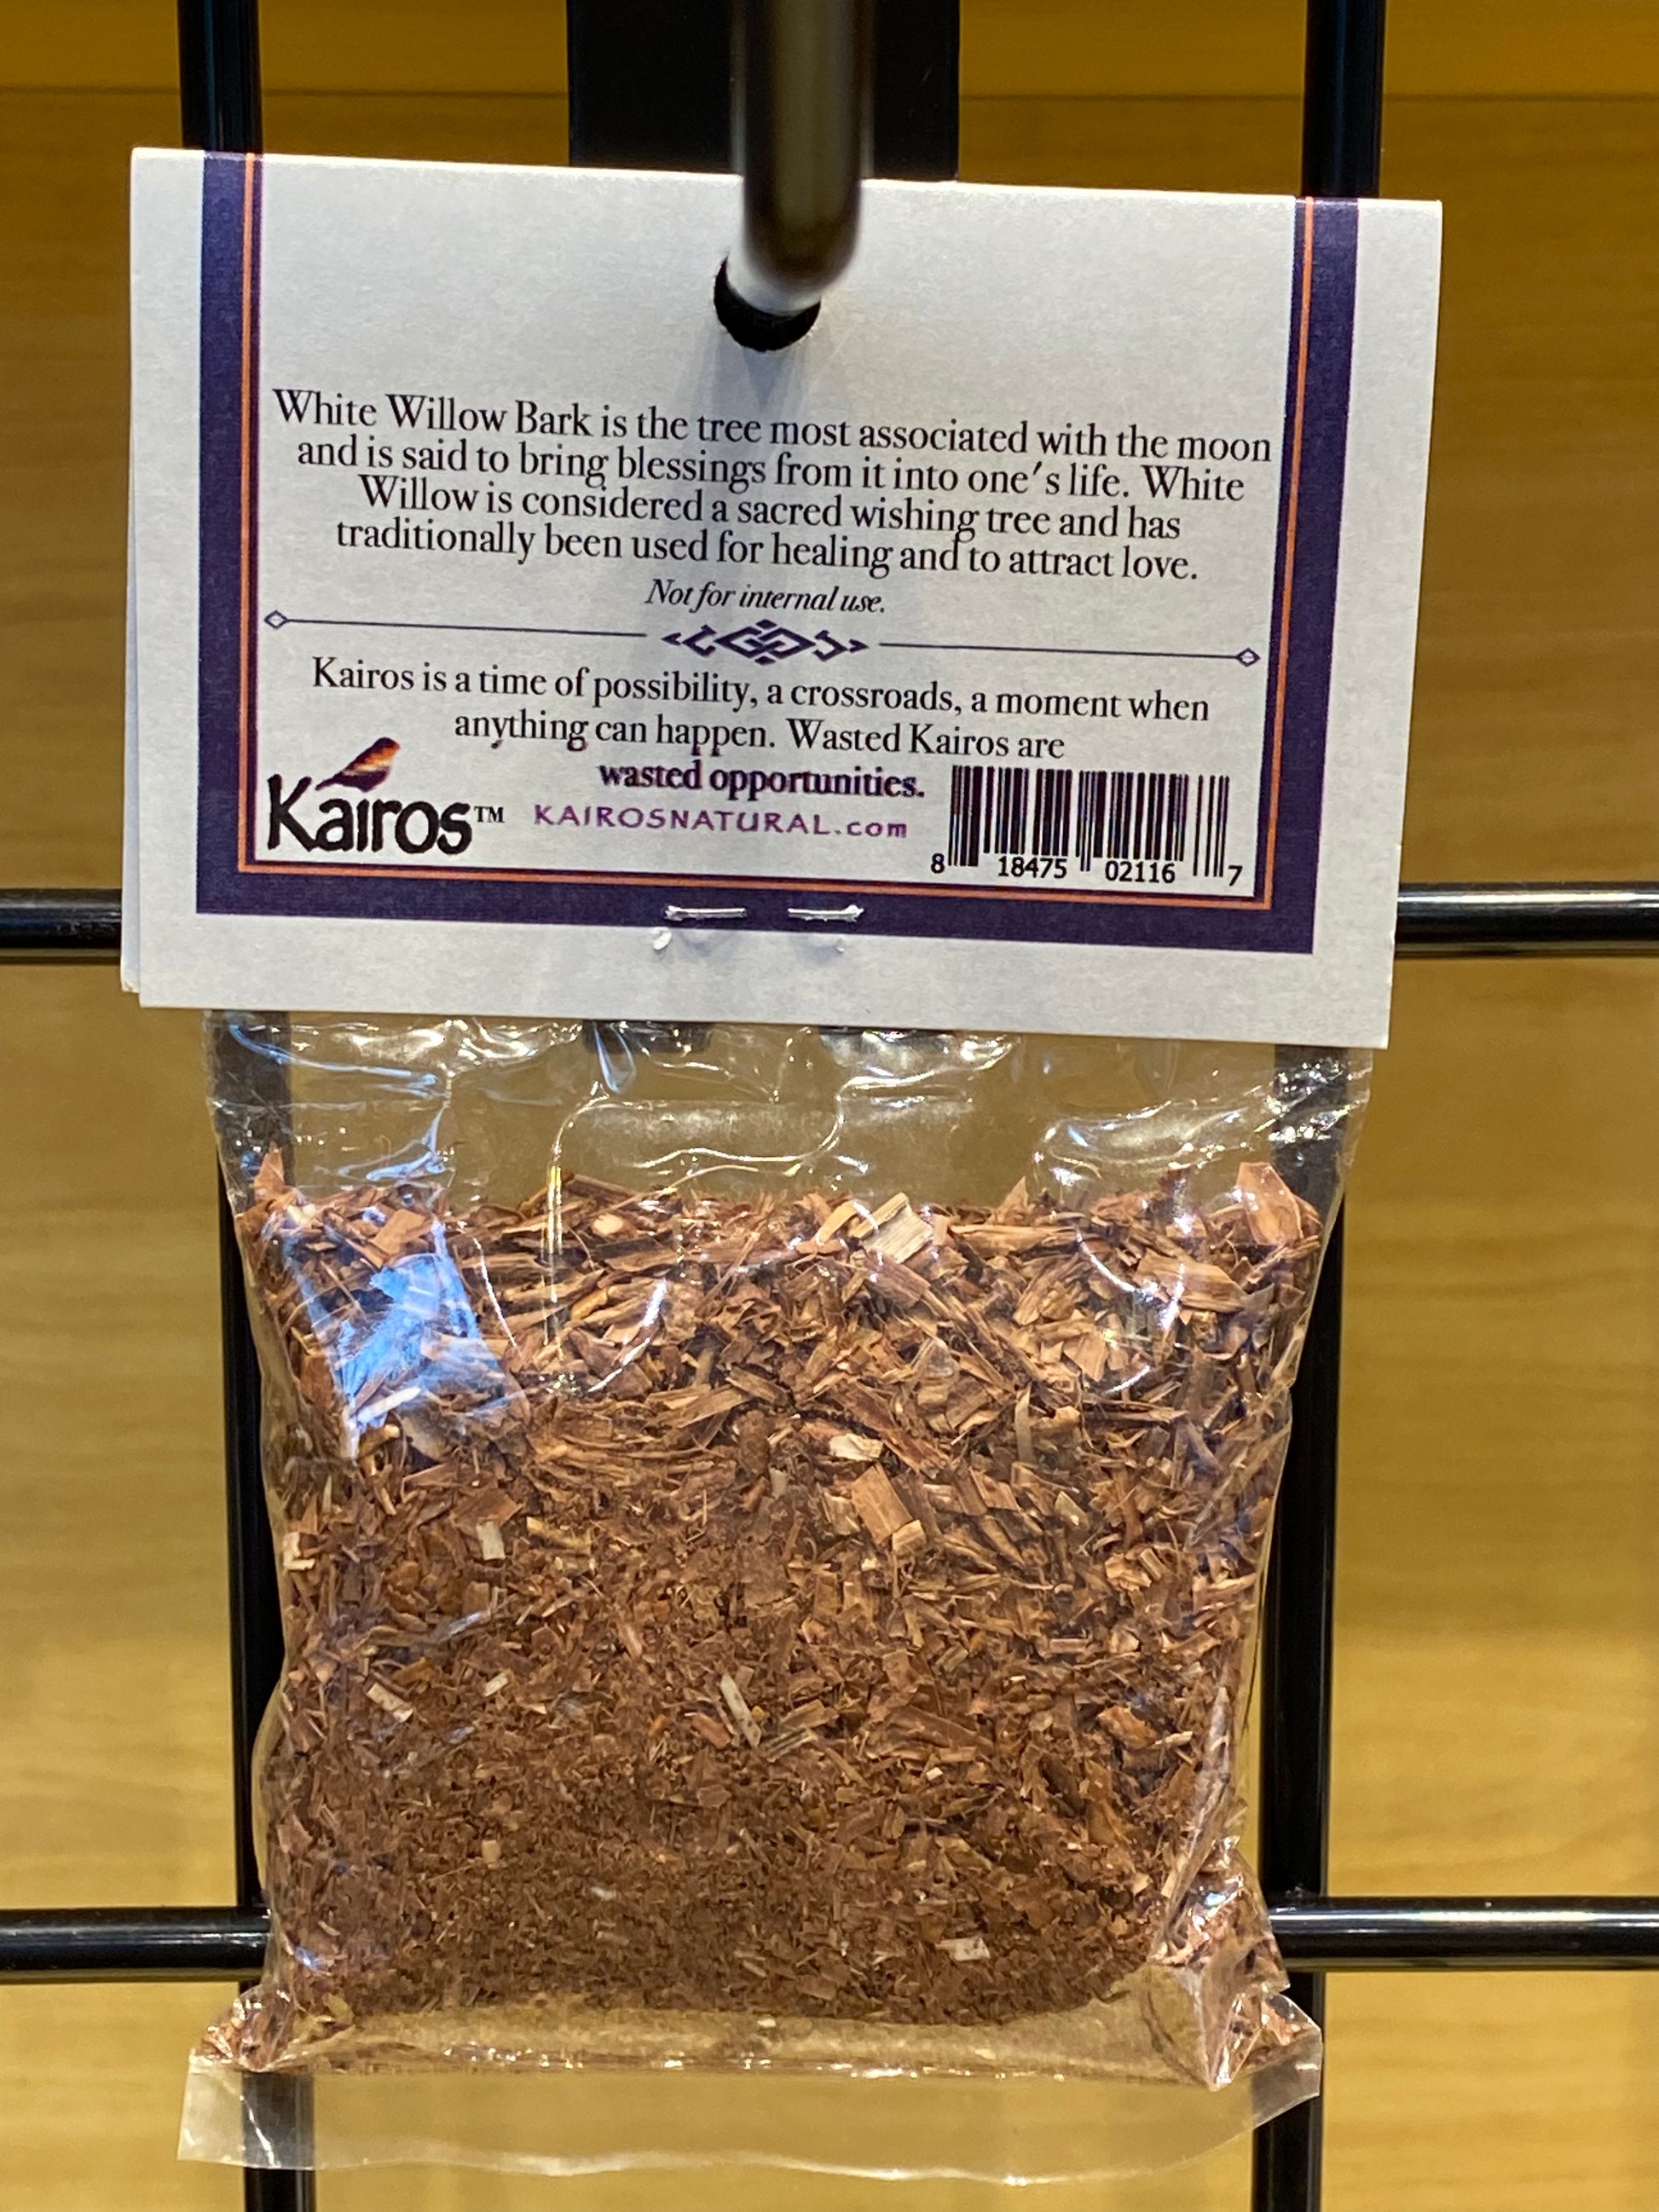 White Willow Bark is the tree most associated with the moon
and is said to bring blessings from it into one's life. White
Willow is considered a sacred wishing tree and has
traditionally been used for healing and to attract love.
Not for internal use.
Kairos is a time of possibility, a crossroads, a moment when
anything can happen. Wasted Kairos are
wasted opportunities.
Kairos™ KAIROSNATURAL.com
8 18475 02116 7